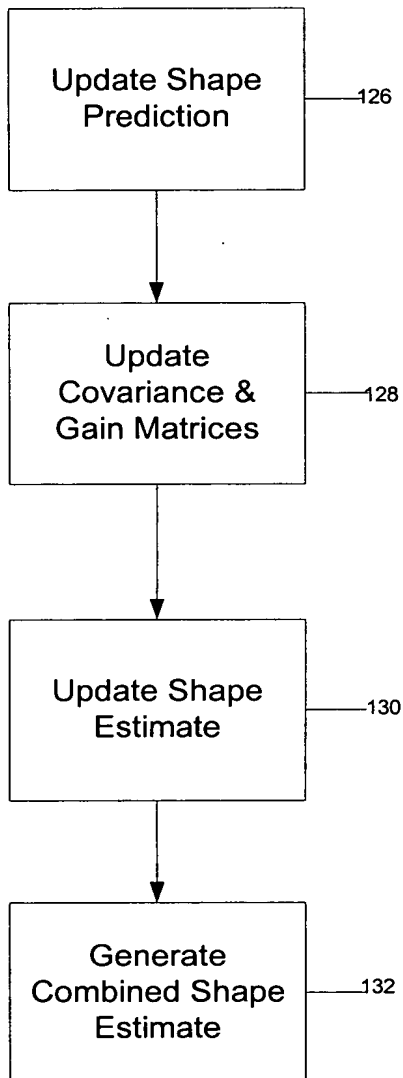 Update Shape
Prediction
126
Update
Covariance &
Gain Matrices
128
Update Shape
Estimate
130
Generate
Combined Shape
Estimate
132